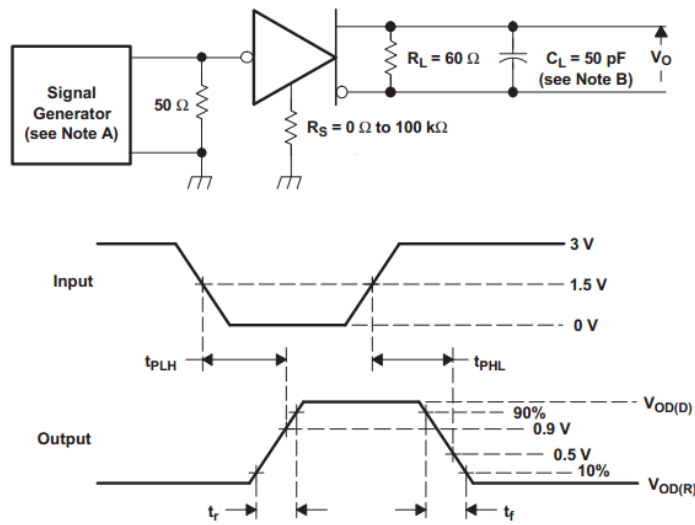 Signal
Generator
(see Note A)
50 Ω
R_S = 0 Ω to 100 kΩ
R_L = 60 Ω
C_L = 50 pF
(see Note B)
V_O
Input
3 V
1.5 V
0 V
t_PLH
t_PHL
Output
V_OD(D)
90%
0.9 V
0.5 V
10%
V_OD(R)
t_r
t_f